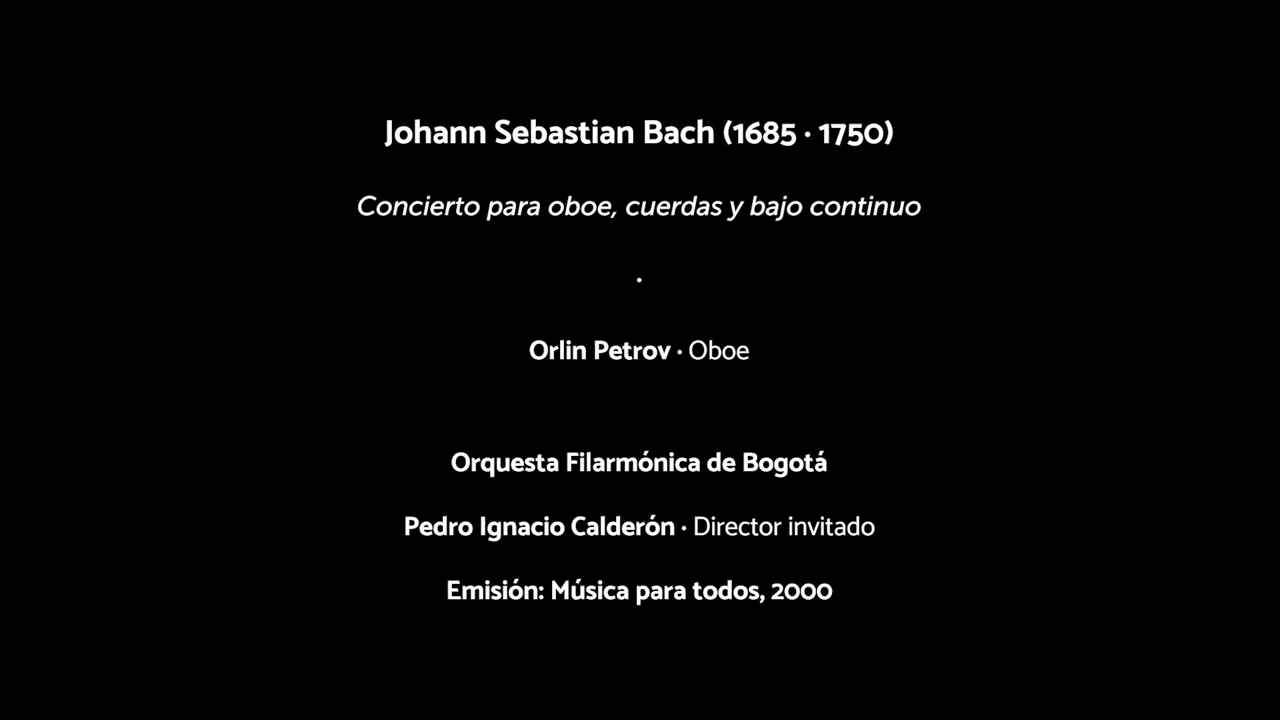 Johann Sebastian Bach (1685 · 1750)
Concierto para oboe, cuerdas y bajo continuo
·
Orlin Petrov · Oboe
Orquesta Filarmónica de Bogotá
Pedro Ignacio Calderón · Director invitado
Emisión: Música para todos, 2000